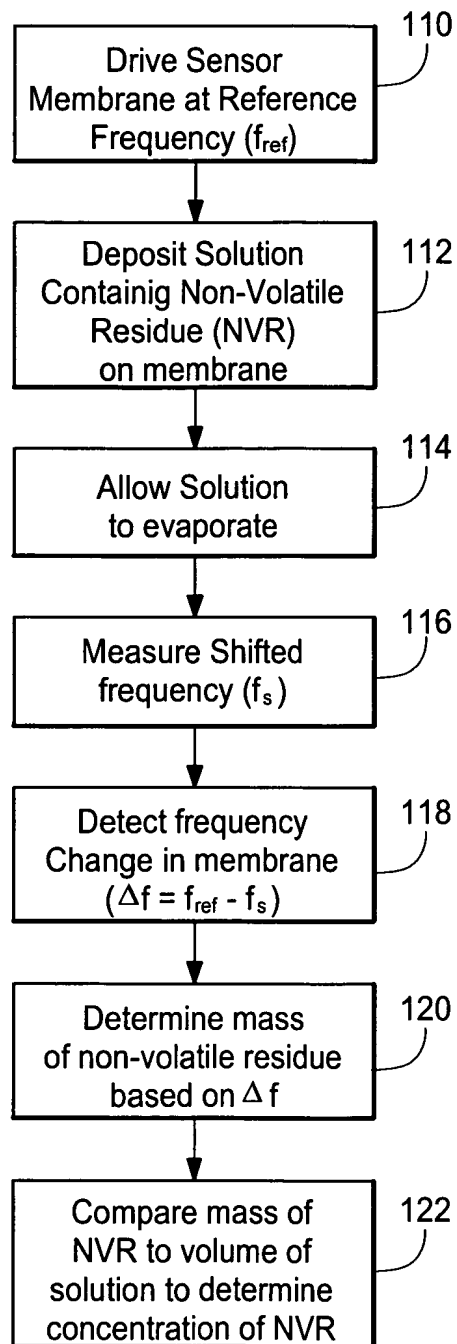 110
Drive Sensor
Membrane at Reference
Frequency (fref)
112
Deposit Solution
Containig Non-Volatile
Residue (NVR)
on membrane
114
Allow Solution
to evaporate
116
Measure Shifted
frequency (fs)
118
Detect frequency
Change in membrane
(Δf = fref - fs)
120
Determine mass
of non-volatile residue
based on Δf
122
Compare mass of
NVR to volume of
solution to determine
concentration of NVR